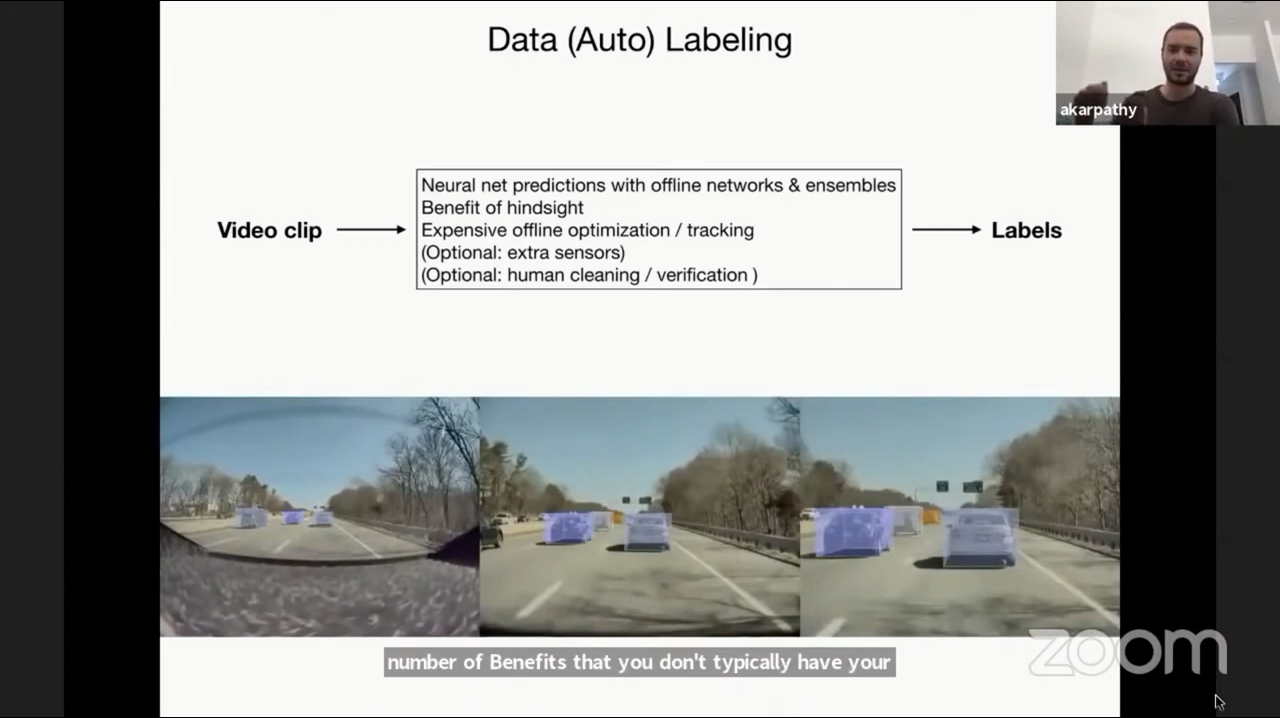 Data (Auto) Labeling
akarpathy
Neural net predictions with offline networks & ensembles
Benefit of hindsight
Video clip
Expensive offline optimization / tracking
Labels
(Optional: extra sensors)
(Optional: human cleaning / verification )
number of Benefits that you don't typically have your
zoom